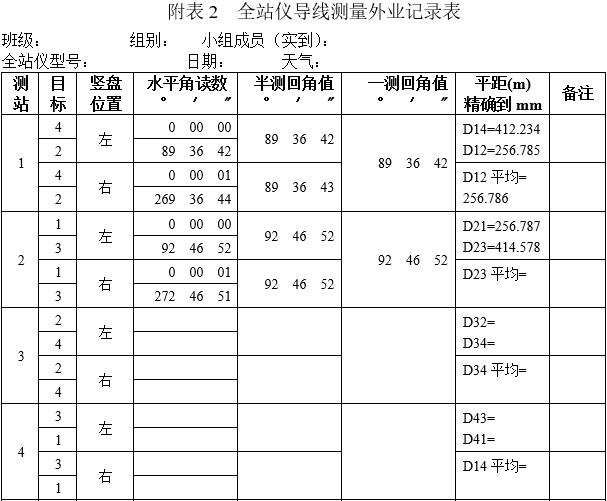 附表 2 全站仪导线测量外业记录表
班级： 组别： 小组成员（实到）：
全站仪型号： 日期： 天气：
测站 目标 竖盘位置 水平角读数 ° ′ ″ 半测回角值 ° ′ ″ 一测回角值 ° ′ ″ 平距(m) 精确到 mm 备注
1 4 左 0 00 00 89 36 42 89 36 42 D14=412.234
2 89 36 42 D12=256.785
4 右 0 00 01 89 36 43 D12 平均=
2 269 36 44 256.786
2 1 左 0 00 00 92 46 52 92 46 52 D21=256.787
3 92 46 52 D23=414.578
1 右 0 00 01 92 46 52 D23 平均=
3 272 46 51
3 2 左 D32=
4 D34=
2 右 D34 平均=
4
4 3 左 D43=
1 D41=
3 右 D14 平均=
1